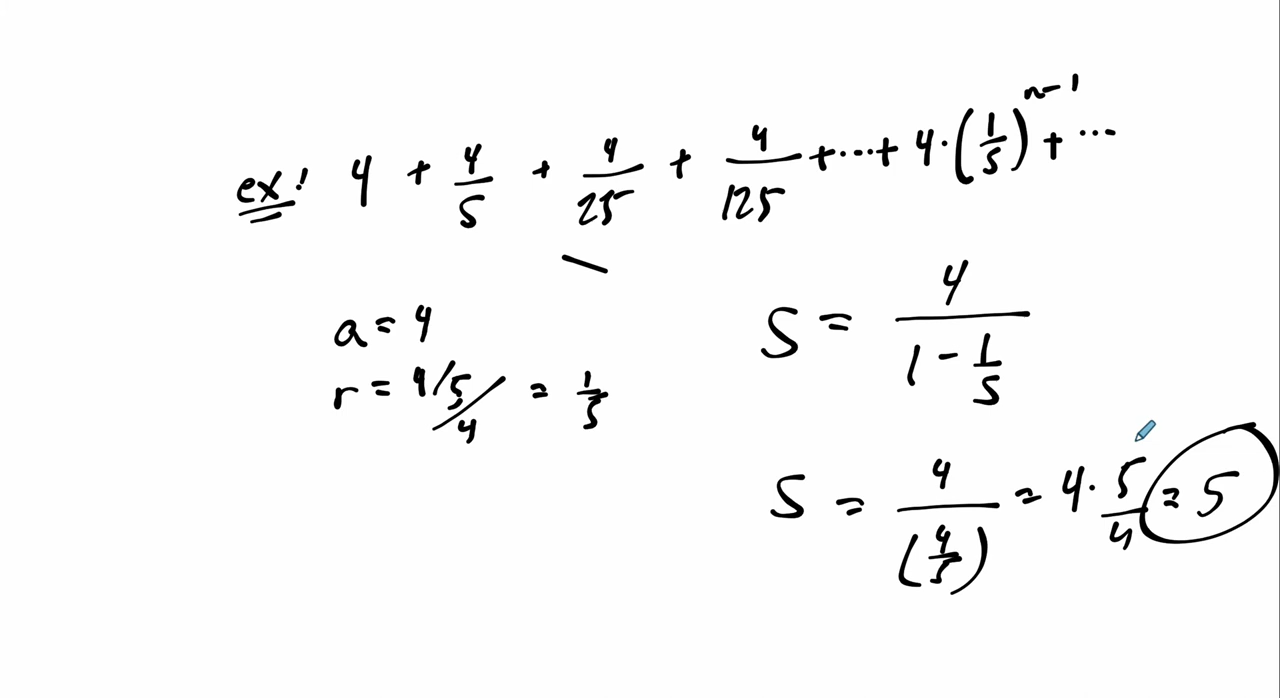 ex! 4 + 4/5 + 4/25 + 4/125 + ... + 4 · (1/5)^(n-1) + ...
a = 4
r = 4/5/4 = 1/5
S = 4/(1 - 1/5)
S = 4/(4/5) = 4 · 5/4 = 5